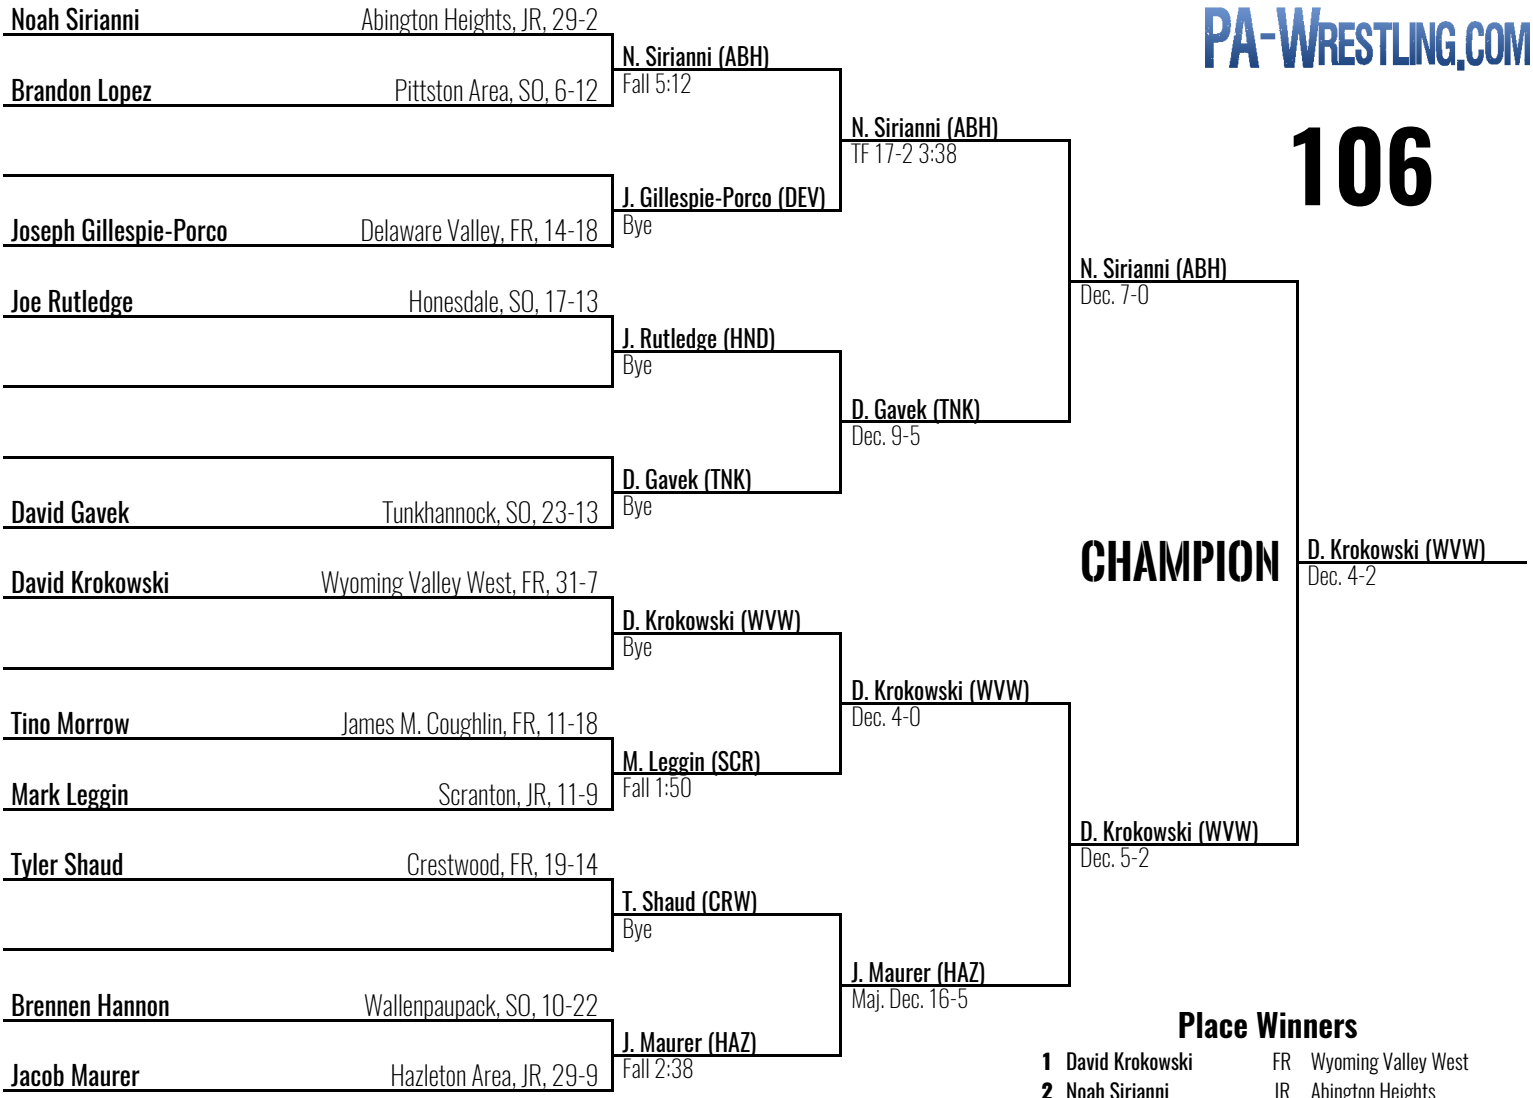 PA-WRESTLING.COM
106
Noah Sirianni Abington Heights, JR, 29-2
Brandon Lopez Pittston Area, SO, 6-12
Joseph Gillespie-Porco Delaware Valley, FR, 14-18
Joe Rutledge Honesdale, SO, 17-13
David Gavek Tunkhannock, SO, 23-13
David Krokowski Wyoming Valley West, FR, 31-7
Tino Morrow James M. Coughlin, FR, 11-18
Mark Leggin Scranton, JR, 11-9
Tyler Shaud Crestwood, FR, 19-14
Brennen Hannon Wallenpaupack, SO, 10-22
Jacob Maurer Hazleton Area, JR, 29-9
N. Sirianni (ABH)
Fall 5:12
J. Gillespie-Porco (DEV)
Bye
J. Rutledge (HND)
Bye
D. Gavek (TNK)
Bye
D. Krokowski (WVW)
Bye
M. Leggin (SCR)
Fall 1:50
T. Shaud (CRW)
Bye
J. Maurer (HAZ)
Fall 2:38
N. Sirianni (ABH)
TF 17-2 3:38
D. Gavek (TNK)
Dec. 9-5
D. Krokowski (WVW)
Dec. 4-0
J. Maurer (HAZ)
Maj. Dec. 16-5
N. Sirianni (ABH)
Dec. 7-0
D. Krokowski (WVW)
Dec. 5-2
CHAMPION
D. Krokowski (WVW)
Dec. 4-2
Place Winners
1 David Krokowski FR Wyoming Valley West
2 Noah Sirianni JR Abington Heights